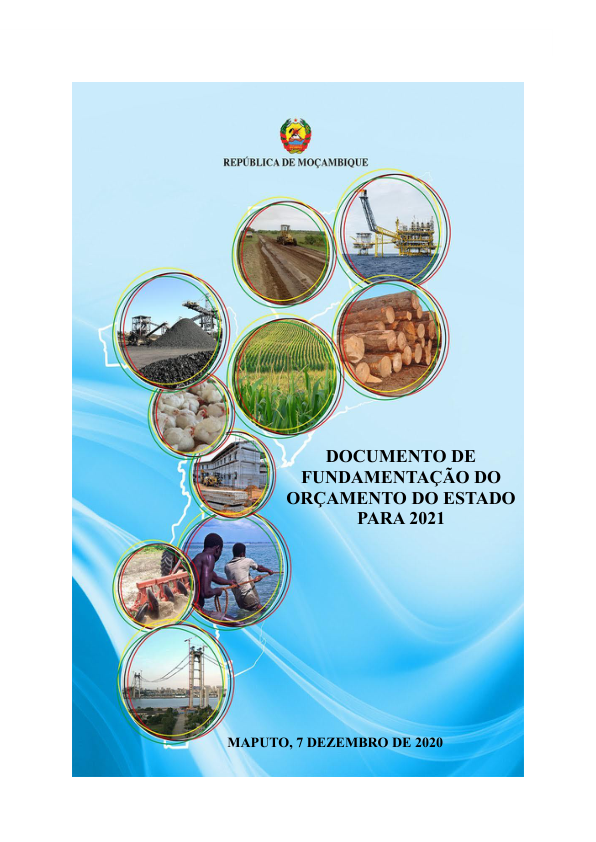 REPÚBLICA DE MOÇAMBIQUE
DOCUMENTO DE
FUNDAMENTAÇÃO DO
ORÇAMENTO DO ESTADO
PARA 2021
MAPUTO, 7 DEZEMBRO DE 2020